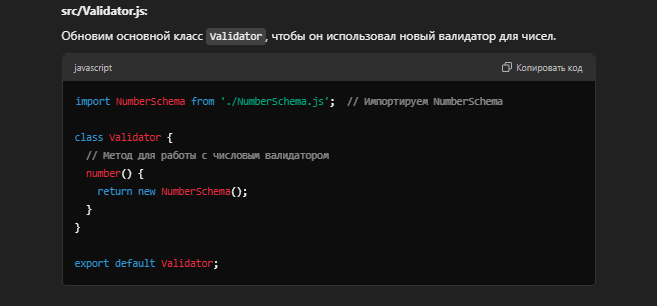 src/Validator.js:
Обновим основной класс Validator, чтобы он использовал новый валидатор для чисел.
javascript Копировать код
import NumberSchema from './NumberSchema.js'; // Импортируем NumberSchema
class Validator {
// Метод для работы с числовым валидатором
number() {
return new NumberSchema();
}
}
export default Validator;